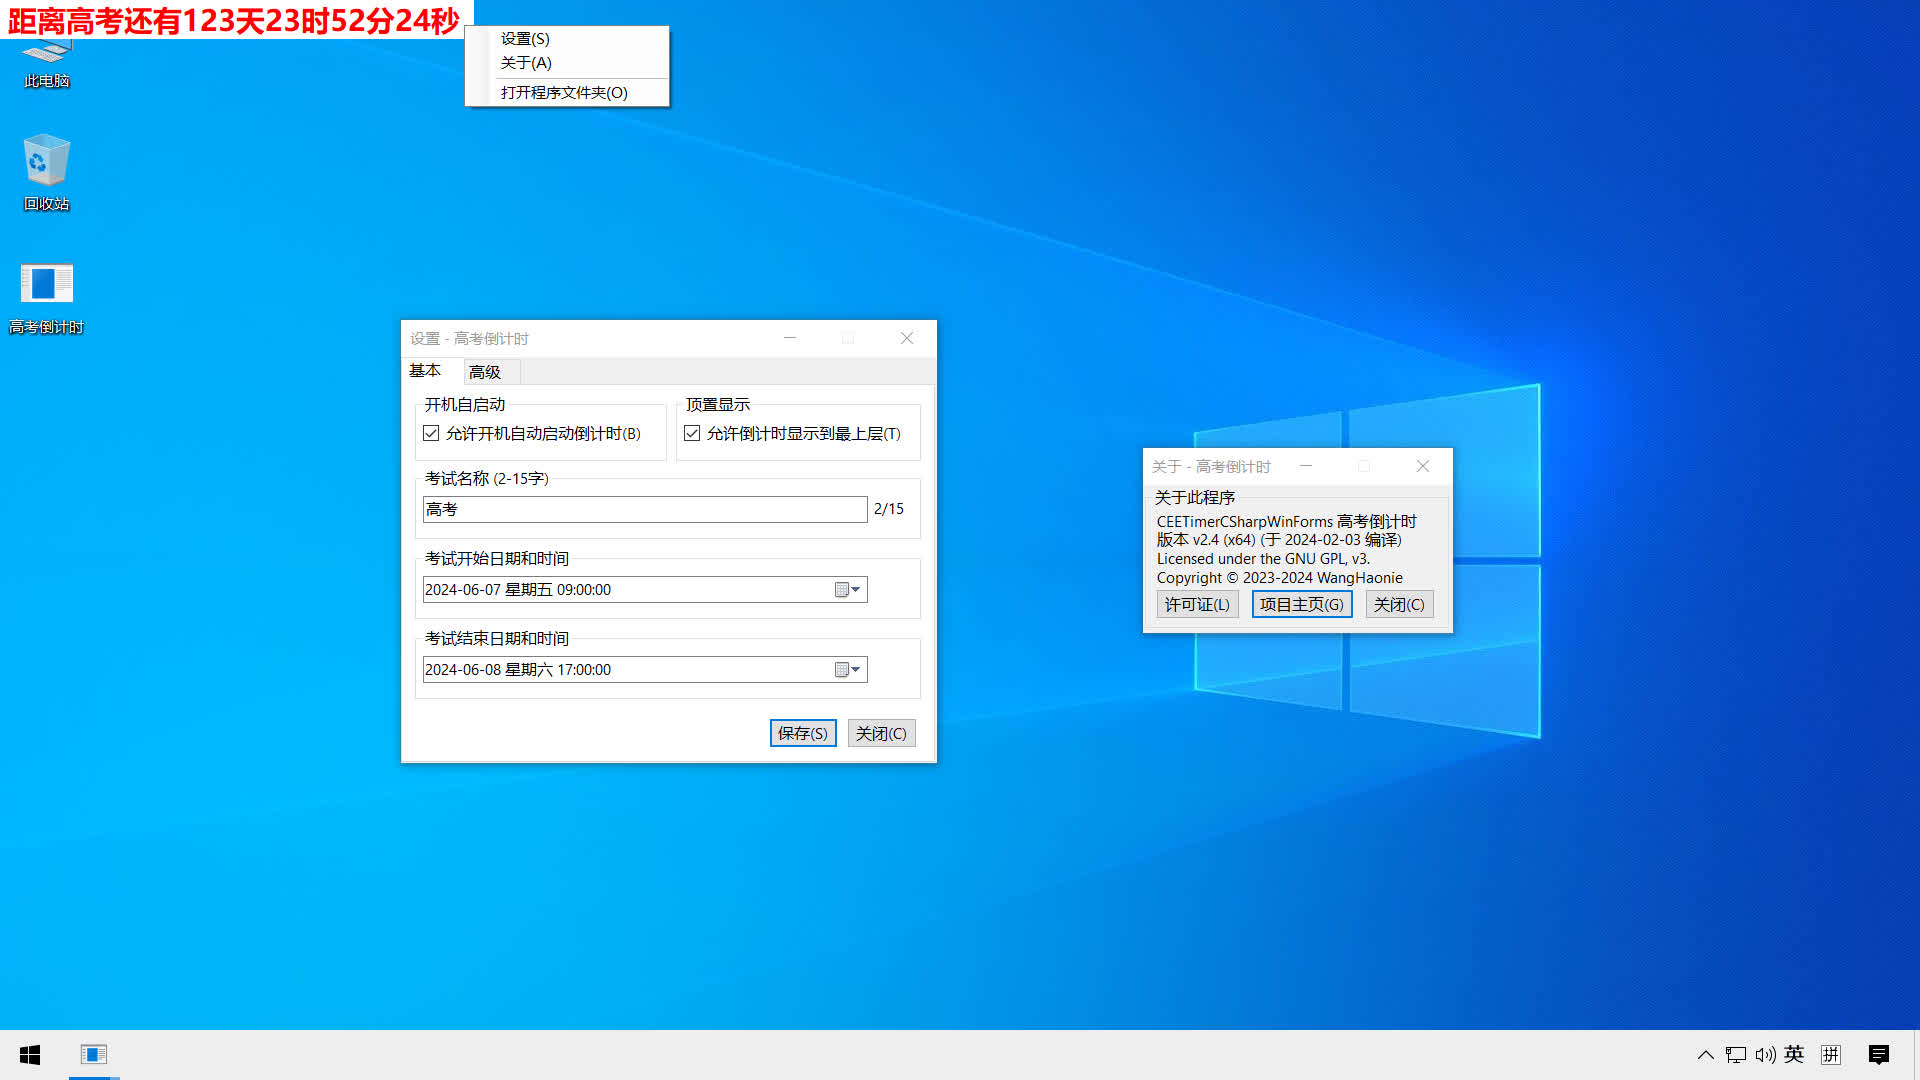 距离高考还有123天23时52分24秒
设置(S)
关于(A)
打开程序文件夹(O)
此电脑
回收站
高考倒计时
设置 - 高考倒计时
基本
高级
开机自启动
允许开机自动启动倒计时(B)
顶置显示
允许倒计时显示到最上层(T)
考试名称 (2-15字)
高考
2/15
考试开始日期和时间
2024-06-07 星期五 09:00:00
考试结束日期和时间
2024-06-08 星期六 17:00:00
保存(S)
关闭(C)
关于 - 高考倒计时
关于此程序
CEETimerCSharpWinForms 高考倒计时
版本 v2.4 (x64) (于 2024-02-03 编译)
Licensed under the GNU GPL, v3.
Copyright © 2023-2024 WangHaonie
许可证(L)
项目主页(G)
关闭(C)
英
拼